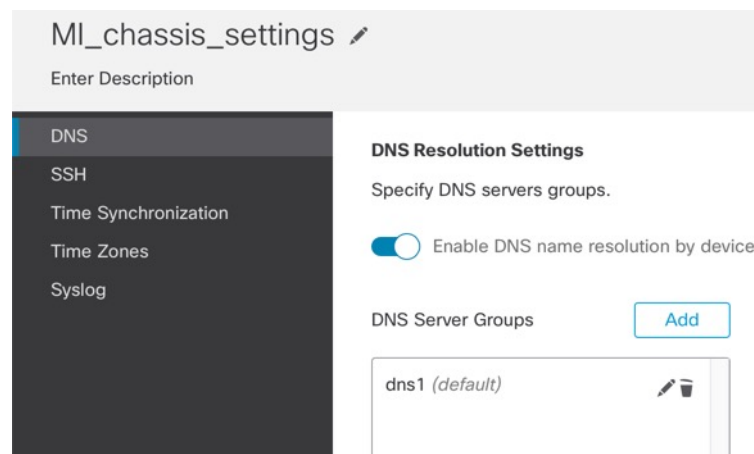 MI_chassis_settings
Enter Description
DNS
SSH
Time Synchronization
Time Zones
Syslog
DNS Resolution Settings
Specify DNS servers groups.
Enable DNS name resolution by device
DNS Server Groups
Add
dns1 (default)